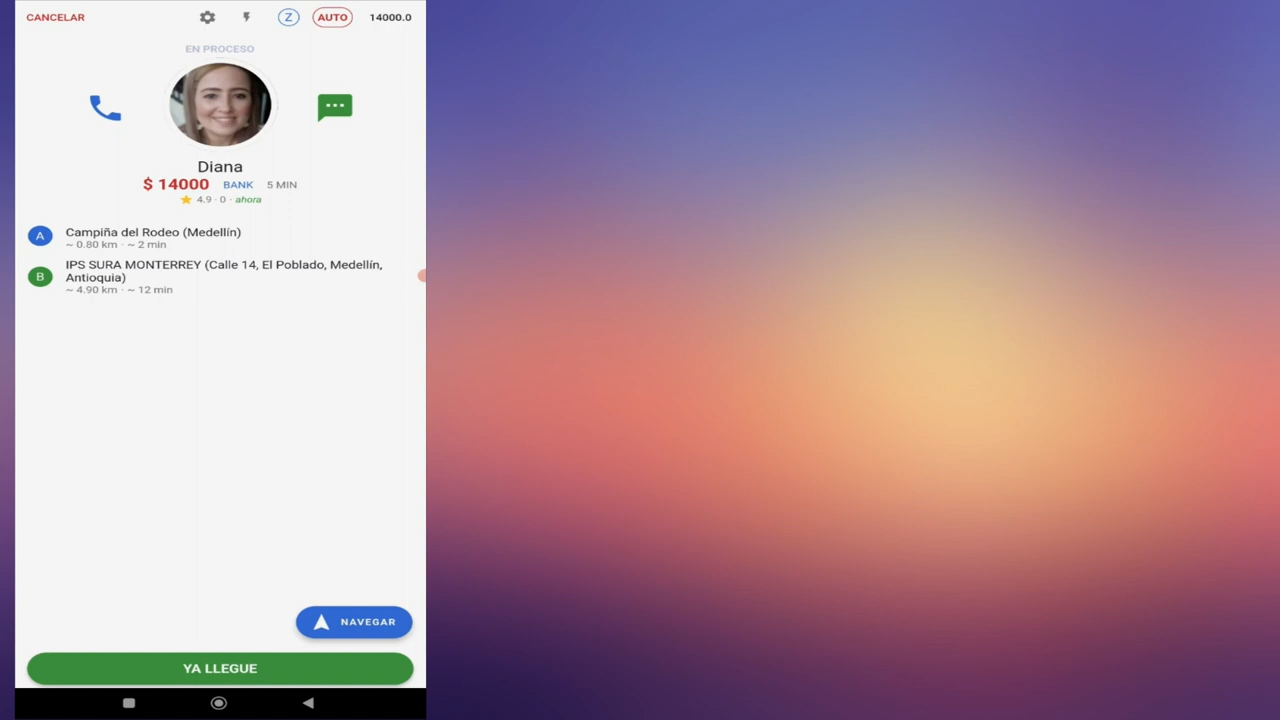 CANCELAR Z AUTO 14000.0
EN PROCESO
Diana
$ 14000 BANK 5 MIN
4.9 · 0 · ahora
A Campiña del Rodeo (Medellín)
~ 0.80 km · ~ 2 min
B IPS SURA MONTERREY (Calle 14, El Poblado, Medellín,
Antioquia)
~ 4.90 km · ~ 12 min
NAVEGAR
YA LLEGUE